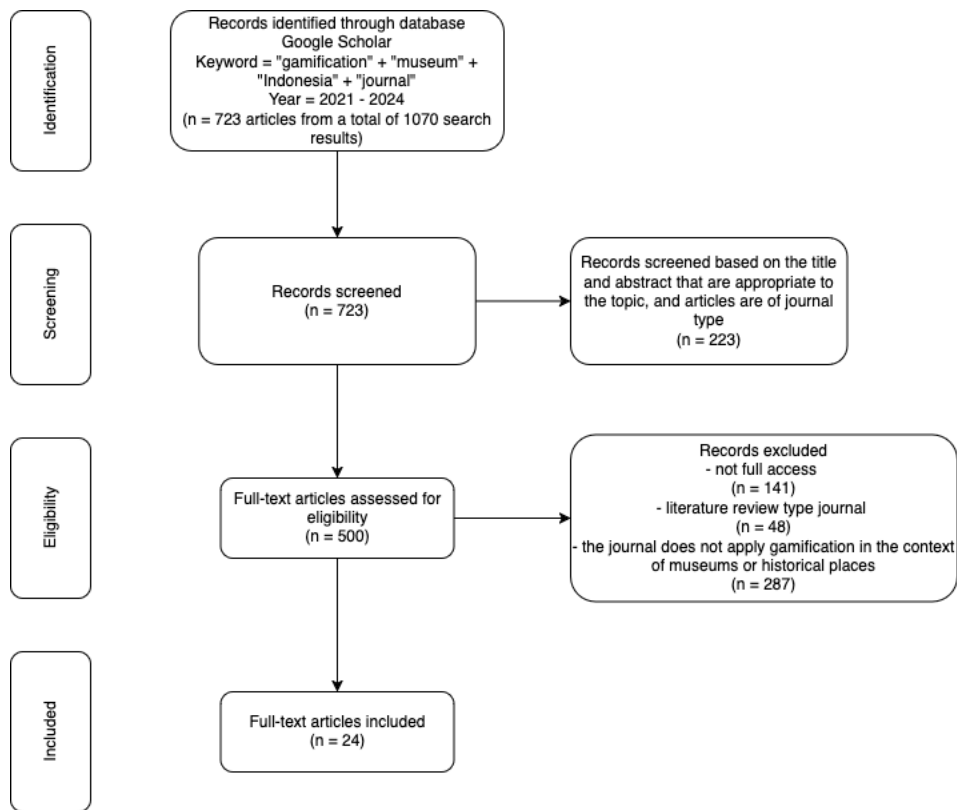 Identification
Records identified through database
Google Scholar
Keyword = "gamification" + "museum" +
"Indonesia" + "journal"
Year = 2021 - 2024
(n = 723 articles from a total of 1070 search
results)
Screening
Records screened
(n = 723)
Records screened based on the title
and abstract that are appropriate to
the topic, and articles are of journal
type
(n = 223)
Eligibility
Full-text articles assessed for
eligibility
(n = 500)
Records excluded
- not full access
(n = 141)
- literature review type journal
(n = 48)
- the journal does not apply gamification in the context
of museums or historical places
(n = 287)
Included
Full-text articles included
(n = 24)